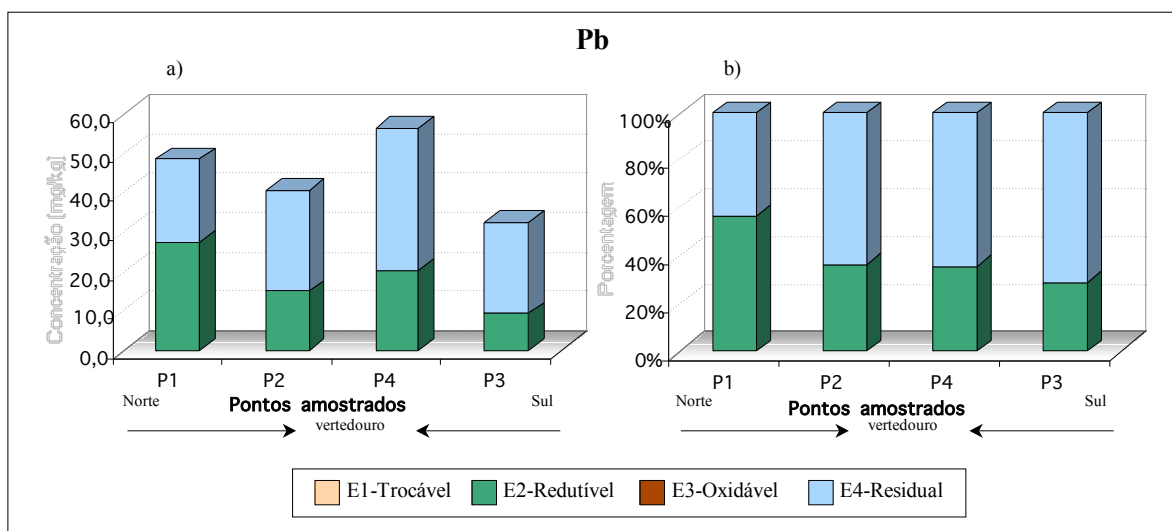 Pb
a)
60,0
50,0
40,0
30,0
20,0
10,0
0,0
Concentração (mg/kg)
P1 P2 P4 P3
Norte Pontos amostrados Sul
vertedouro
b)
100%
80%
60%
40%
20%
0%
Porcentagem
P1 P2 P4 P3
Norte Pontos amostrados Sul
vertedouro
E1-Trocável E2-Redutível E3-Oxidável E4-Residual